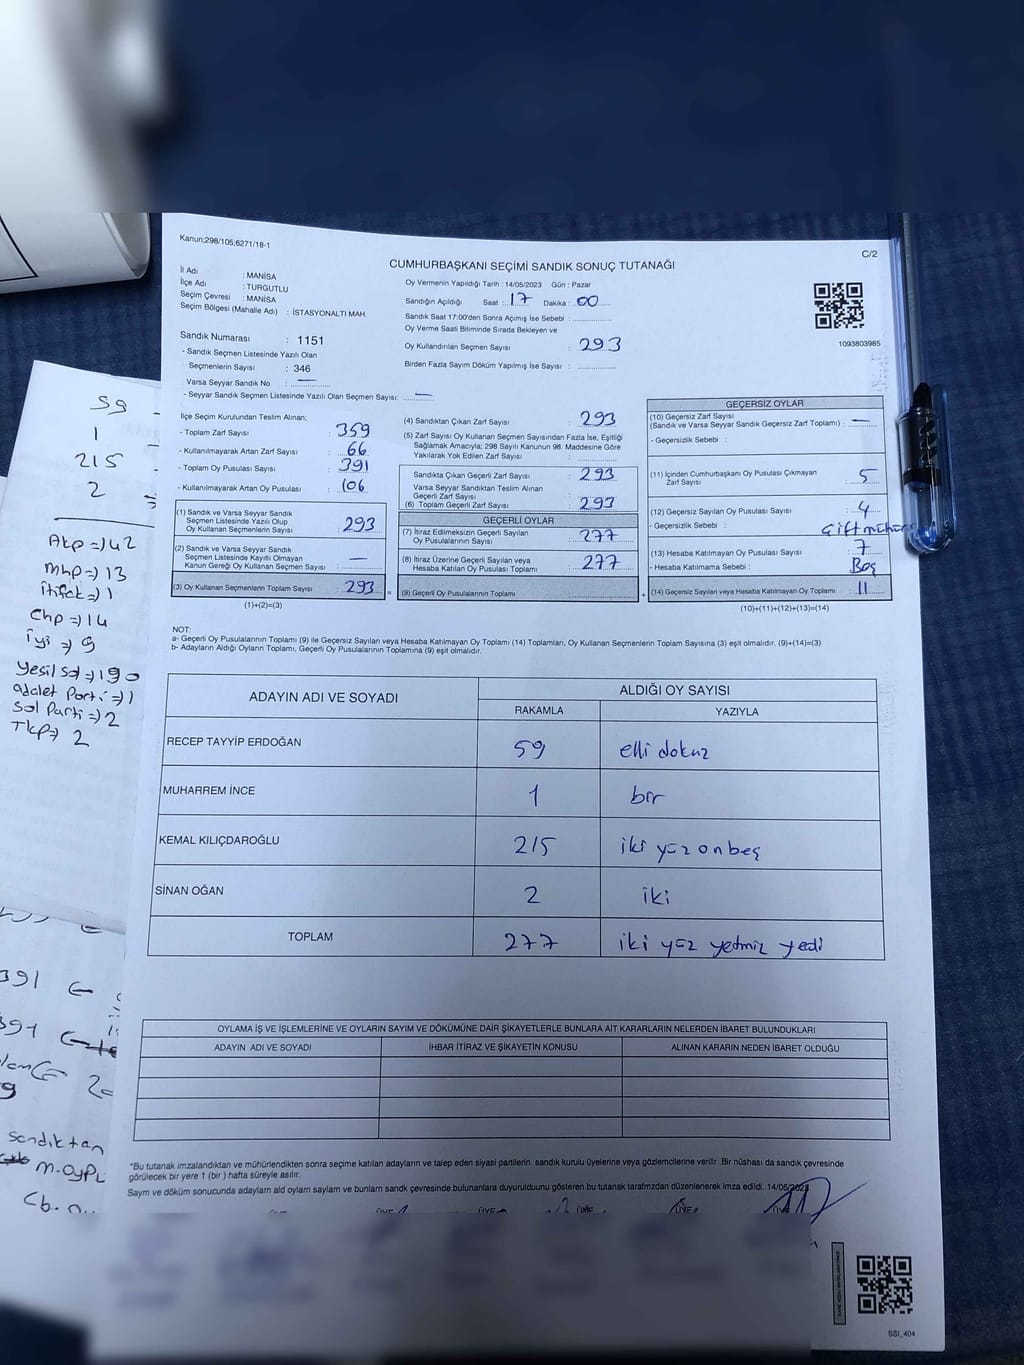 Kanun;298/105;6271/18-1
C/2
CUMHURBAŞKANI SEÇİMİ SANDIK SONUÇ TUTANAĞI
İl Adı : MANİSA
İlçe Adı : TURGUTLU
Seçim Çevresi : MANİSA
Seçim Bölgesi (Mahalle Adı) : İSTASYONALTI MAH.
Sandık Numarası : 1151
- Sandık Seçmen Listesinde Yazılı Olan
Seçmenlerin Sayısı : 346
Varsa Seyyar Sandık No :
- Seyyar Sandık Seçmen Listesinde Yazılı Olan Seçmen Sayısı:
Oy Vermenin Yapıldığı Tarih : 14/05/2023 Gün : Pazar
Sandığın Açıldığı Saat : 17 Dakika : 00
Sandık Saat 17:00'den Sonra Açımış İse Sebebi :
Oy Verme Saati Bitiminde Sırada Bekleyen ve
Oy Kullandırılan Seçmen Sayısı : 293
Birden Fazla Sayım Döküm Yapılmış İse Sayısı :
1093803985
İlçe Seçim Kurulundan Teslim Alınan;
- Toplam Zarf Sayısı : 359
- Kullanılmayarak Artan Zarf Sayısı : 66
- Toplam Oy Pusulası Sayısı : 391
- Kullanılmayarak Artan Oy Pusulası : 106
(1) Sandık ve Varsa Seyyar Sandık
Seçmen Listesinde Yazılı Olup
Oy Kullanan Seçmenlerin Sayısı : 293
(2) Sandık ve Varsa Seyyar Sandık
Seçmen Listesinde Kayıtlı Olmayan
Kanun Gereği Oy Kullanan Seçmen Sayısı : —
(3) Oy Kullanan Seçmenlerin Toplam Sayısı : 293
(1)+(2)=(3)
(4) Sandıktan Çıkan Zarf Sayısı : 293
(5) Zarf Sayısı Oy Kullanan Seçmen Sayısından Fazla İse, Eşitliği
Sağlamak Amacıyla; 298 Sayılı Kanunun 98. Maddesine Göre
Yakılarak Yok Edilen Zarf Sayısı :
Sandıkta Çıkan Geçerli Zarf Sayısı : 293
Varsa Seyyar Sandıktan Teslim Alınan
Geçerli Zarf Sayısı :
(6) Toplam Geçerli Zarf Sayısı : 293
GEÇERLİ OYLAR
(7) İtiraz Edimeksizin Geçerli Sayılan
Oy Pusulalarının Sayısı : 277
(8) İtiraz Üzerine Geçerli Sayılan veya
Hesaba Katılan Oy Pusulası Toplamı : 277
(9) Geçerli Oy Pusulalarının Toplamı
GEÇERSİZ OYLAR
(10) Geçersiz Zarf Sayısı
(Sandık ve Varsa Seyyar Sandık Geçersiz Zarf Toplamı) : —
- Geçersizlik Sebebi :
(11) İçinden Cumhurbaşkanı Oy Pusulası Çıkmayan
Zarf Sayısı : 5
(12) Geçersiz Sayılan Oy Pusulası Sayısı : 4
- Geçersizlik Sebebi : Çift mühür
(13) Hesaba Katılmayan Oy Pusulası Sayısı : 7
- Hesaba Katılmama Sebebi : Boş
(14) Geçersiz Sayılan veya Hesaba Katılmayan Oy Toplamı : 11
(10)+(11)+(12)+(13)=(14)
NOT:
a- Geçerli Oy Pusulalarının Toplamı (9) ile Geçersiz Sayılan veya Hesaba Katılmayan Oy Toplamı (14) Toplamları, Oy Kullanan Seçmenlerin Toplam Sayısına (3) eşit olmalıdır. (9)+(14)=(3)
b- Adayların Aldığı Oyların Toplamı, Geçerli Oy Pusulalarının Toplamına (9) eşit olmalıdır.
ADAYIN ADI VE SOYADI
ALDIĞI OY SAYISI
RAKAMLA YAZIYLA
RECEP TAYYİP ERDOĞAN 59 elli dokuz
MUHARREM İNCE 1 bir
KEMAL KILIÇDAROĞLU 215 iki yüz onbeş
SİNAN OĞAN 2 iki
TOPLAM 277 iki yüz yetmiz yedi
OYLAMA İŞ VE İŞLEMLERİNE VE OYLARIN SAYIM VE DÖKÜMÜNE DAİR ŞİKAYETLERLE BUNLARA AİT KARARLARIN NELERDEN İBARET BULUNDUKLARI
ADAYIN ADI VE SOYADI İHBAR İTİRAZ VE ŞİKAYETİN KONUSU ALINAN KARARIN NEDEN İBARET OLDUĞU
*Bu tutanak imzalandıktan ve mühürlendikten sonra seçime katılan adayların ve talep eden siyasi partilerin sandık kurulu üyelerine veya gözlemcilerine verilir .Bir nüshası da sandık çevresinde
görülecek bir yere 1 (bir ) hafta süreyle asılır.
Sayım ve döküm sonucunda adayların aldı oyların sayıları ve bunların sandk çevresinde bulunanlara duyurulduunu gösteren bu tutanak tarafmızdan düzenlenerek imza edildi. 14/05/2023
SSI_404
59
1
215
2
Akp => 42
Mhp => 13
İtifak => 1
Chp => 14
İyi => 9
Yeşil Sol => 190
adalet Parti => 1
Sol Parti => 2
Tkp => 2
391
391
Sandıktan
M.oyPL
Cb.